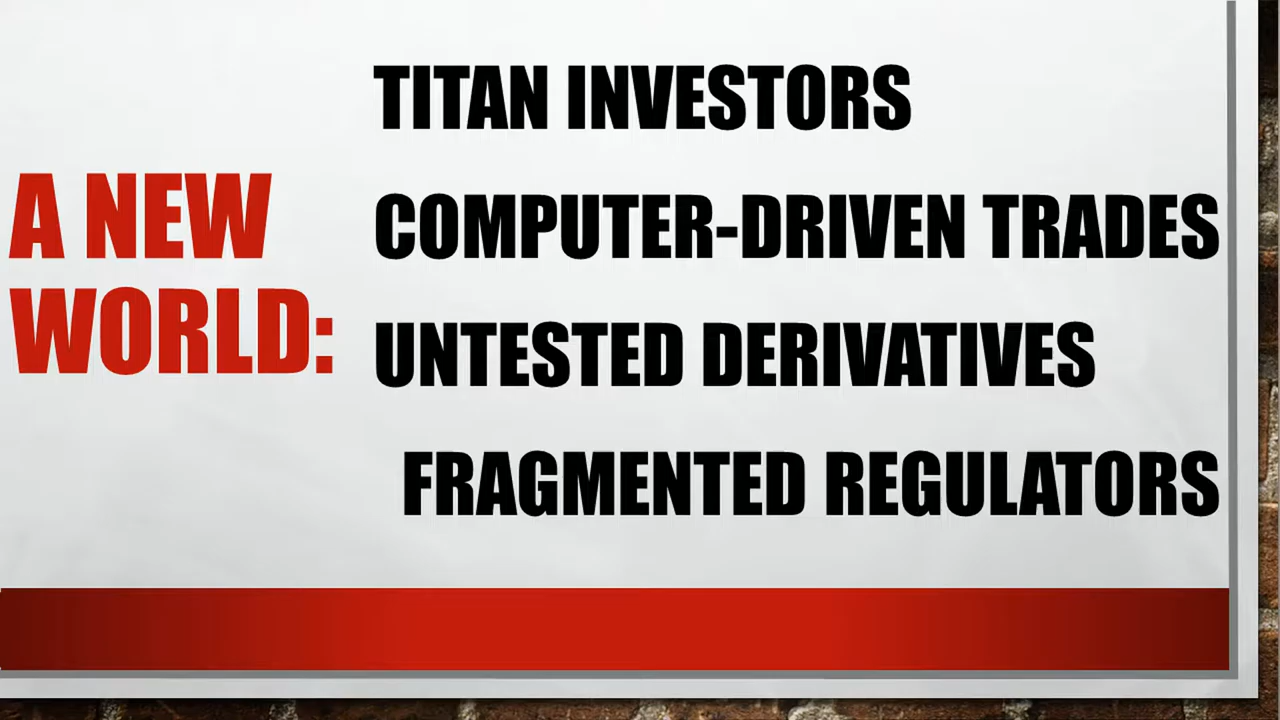 A NEW
WORLD:
TITAN INVESTORS
COMPUTER-DRIVEN TRADES
UNTESTED DERIVATIVES
FRAGMENTED REGULATORS